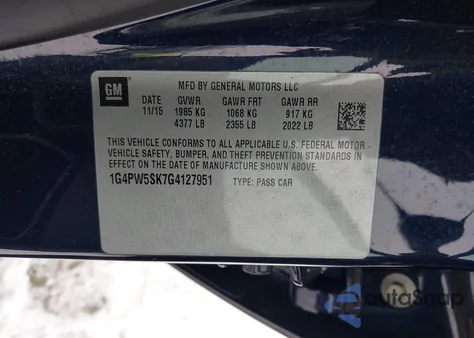 GM
MFD BY GENERAL MOTORS LLC
DATE GVWR GAWR FRT GAWR RR
11/15 1985 KG 1068 KG 917 KG
4377 LB 2355 LB 2022 LB
THIS VEHICLE CONFORMS TO ALL APPLICABLE U.S. FEDERAL MOTOR
VEHICLE SAFETY, BUMPER, AND THEFT PREVENTION STANDARDS IN
EFFECT ON THE DATE OF MANUFACTURE SHOWN ABOVE.
1G4PW5SK7G4127951 TYPE: PASS CAR
autoSnap